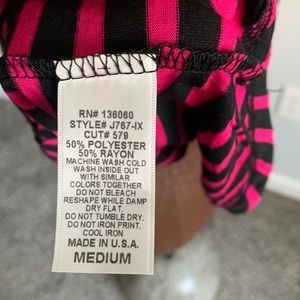 RN# 136060
STYLE# J767-IX
CUT# 579
50% POLYESTER
50% RAYON
MACHINE WASH COLD
WASH INSIDE OUT
WITH SIMILAR
COLORS TOGETHER
DO NOT BLEACH
RESHAPE WHILE DAMP
DRY FLAT.
DO NOT TUMBLE DRY.
DO NOT IRON PRINT.
COOL IRON
MADE IN U.S.A.
MEDIUM